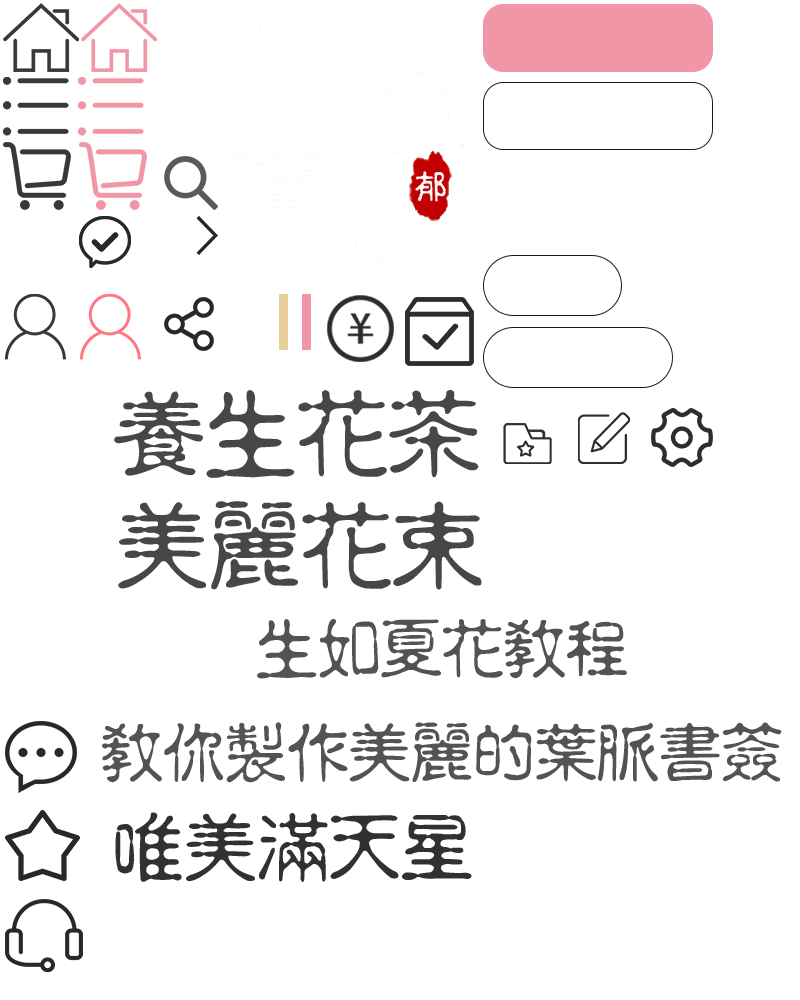 郁
¥
養生花茶
美麗花束
生如夏花教程
教你製作美麗的葉脈書簽
唯美滿天星